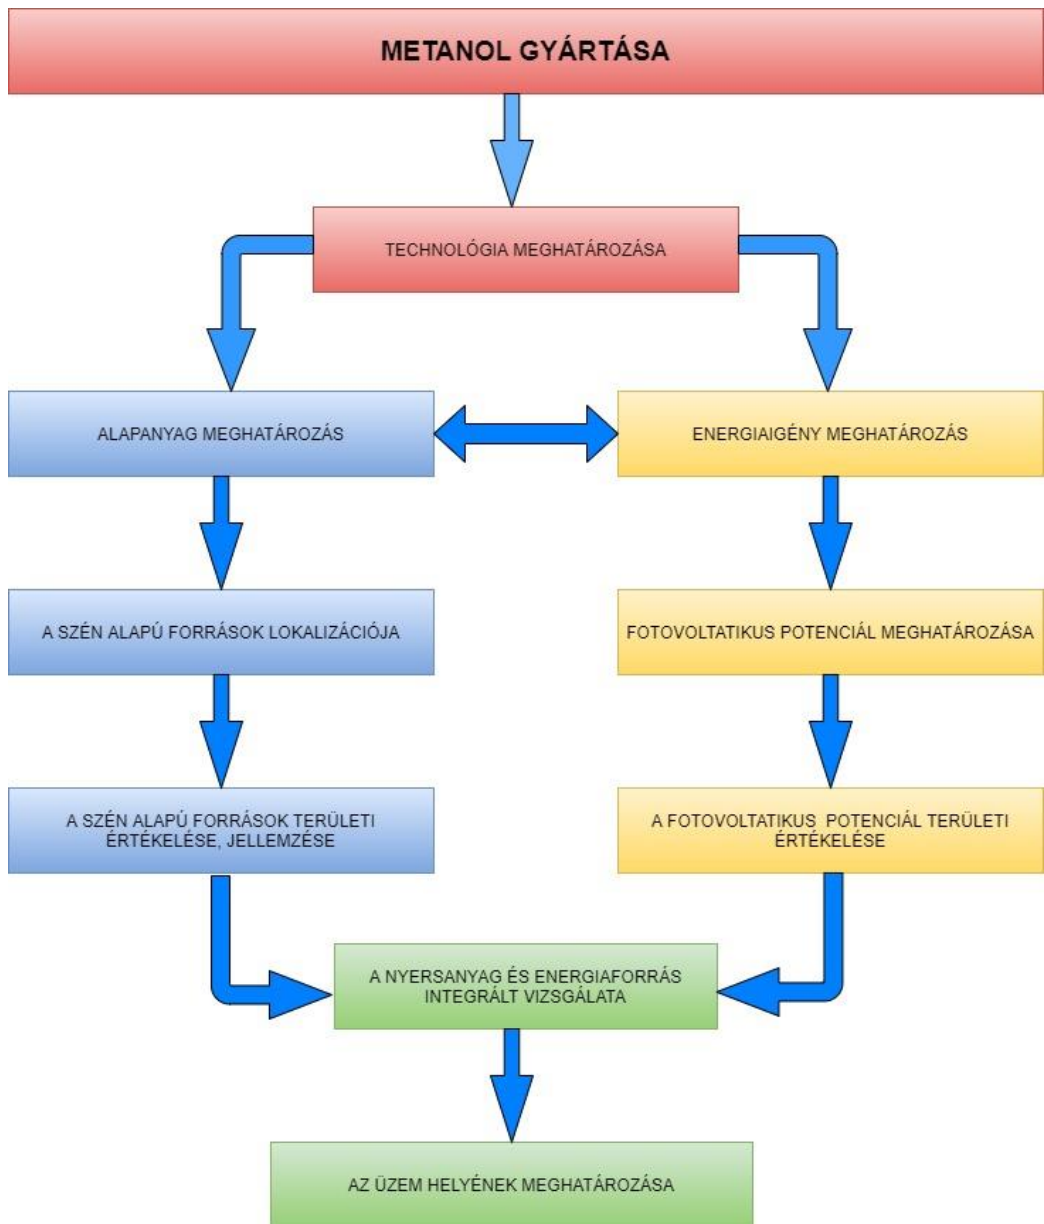 METANOL GYÁRTÁSA
TECHNOLÓGIA MEGHATÁROZÁSA
ALAPANYAG MEGHATÁROZÁS
ENERGIAIGÉNY MEGHATÁROZÁS
A SZÉN ALAPÚ FORRÁSOK LOKALIZÁCIÓJA
FOTOVOLTATIKUS POTENCIÁL MEGHATÁROZÁSA
A SZÉN ALAPÚ FORRÁSOK TERÜLETI
ÉRTÉKELÉSE, JELLEMZÉSE
A FOTOVOLTATIKUS POTENCIÁL TERÜLETI
ÉRTÉKELÉSE
A NYERSANYAG ÉS ENERGIAFORRÁS
INTEGRÁLT VIZSGÁLATA
AZ ÜZEM HELYÉNEK MEGHATÁROZÁSA